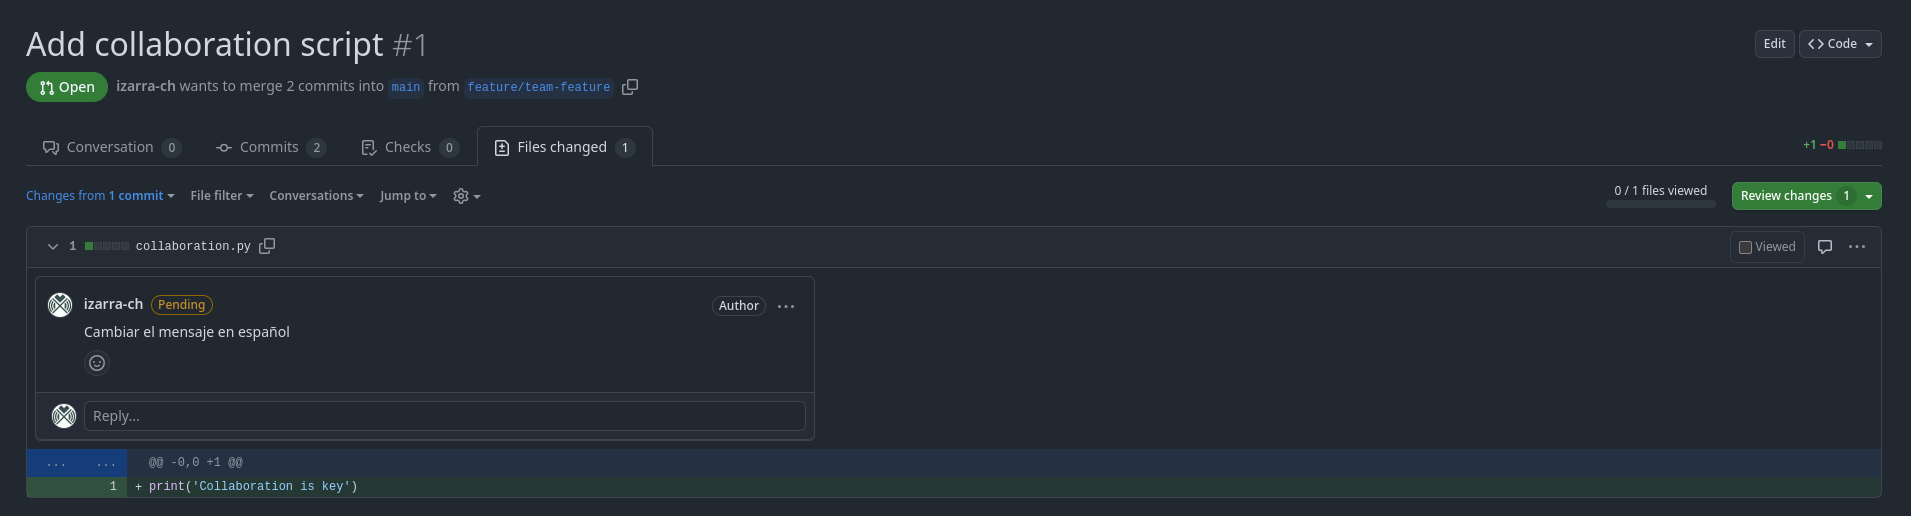 Add collaboration script #1
Edit
Code
Open
izarra-ch wants to merge 2 commits into main from feature/team-feature
Conversation 0
Commits 2
Checks 0
Files changed 1
+1 −0
Changes from 1 commit
File filter
Conversations
Jump to
0 / 1 files viewed
Review changes 1
1 collaboration.py
Viewed
izarra-ch Pending
Author
Cambiar el mensaje en español
Reply...
... ... @@ -0,0 +1 @@
1 + print('Collaboration is key')